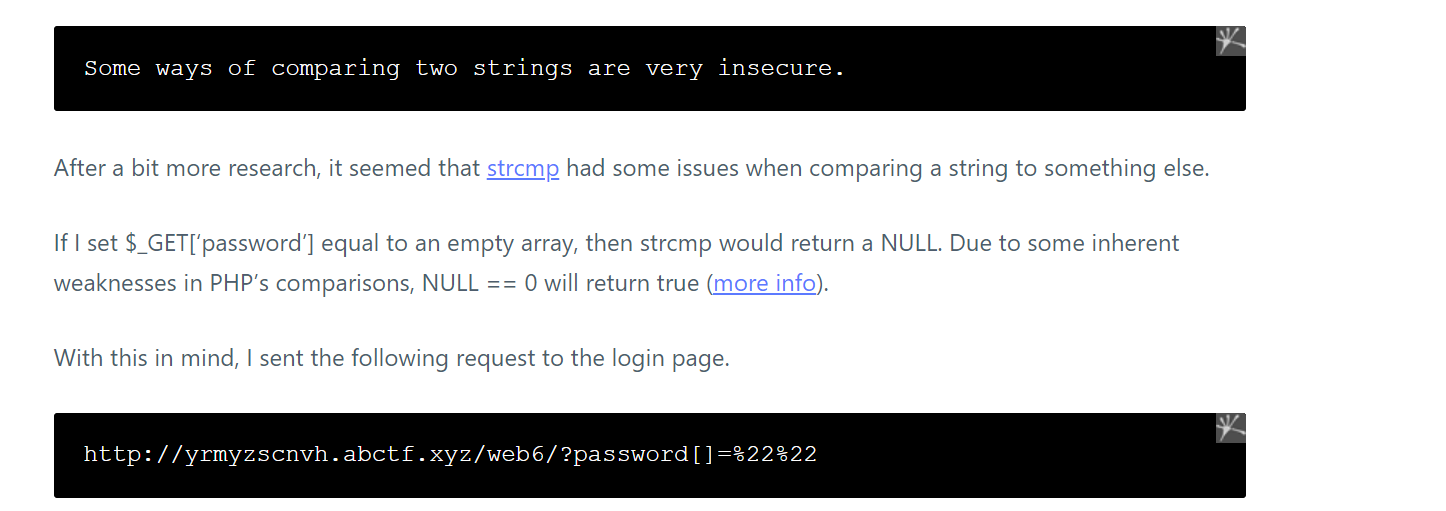 Some ways of comparing two strings are very insecure.
After a bit more research, it seemed that strcmp had some issues when comparing a string to something else.
If I set $_GET[‘password’] equal to an empty array, then strcmp would return a NULL. Due to some inherent
weaknesses in PHP’s comparisons, NULL == 0 will return true (more info).
With this in mind, I sent the following request to the login page.
http://yrmyzscnvh.abctf.xyz/web6/?password[]=%22%22